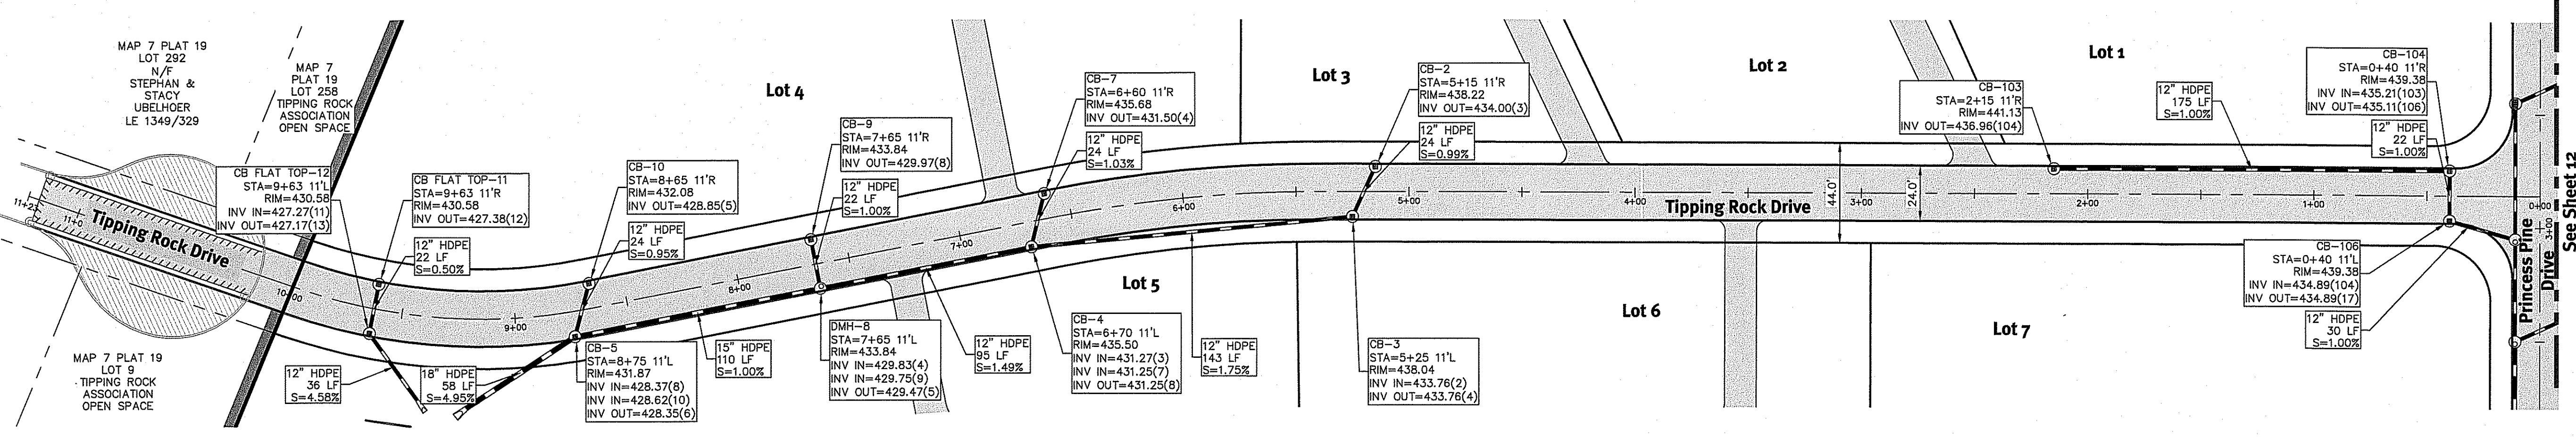 MAP 7 PLAT 19
LOT 292
N/F
STEPHAN &
STACY
UBELHOER
LE 1349/329
MAP 7
PLAT 19
LOT 258
TIPPING ROCK
ASSOCIATION
OPEN SPACE
MAP 7 PLAT 19
LOT 9
TIPPING ROCK
ASSOCIATION
OPEN SPACE
Tipping Rock Drive
11+0
10+00
CB FLAT TOP-12
STA=9+63 11'L
RIM=430.58
INV IN=427.27(11)
INV OUT=427.17(13)
CB FLAT TOP-11
STA=9+63 11'R
RIM=430.58
INV OUT=427.38(12)
12" HDPE
22 LF
S=0.50%
12" HDPE
36 LF
S=4.58%
18" HDPE
58 LF
S=4.95%
9+00
CB-10
STA=8+65 11'R
RIM=432.08
INV OUT=428.85(5)
12" HDPE
24 LF
S=0.95%
CB-5
STA=8+75 11'L
RIM=431.87
INV IN=428.37(8)
INV IN=428.62(10)
INV OUT=428.35(6)
15" HDPE
110 LF
S=1.00%
8+00
Lot 4
CB-9
STA=7+65 11'R
RIM=433.84
INV OUT=429.97(8)
12" HDPE
22 LF
S=1.00%
DMH-8
STA=7+65 11'L
RIM=433.84
INV IN=429.83(4)
INV IN=429.75(9)
INV OUT=429.47(5)
12" HDPE
95 LF
S=1.49%
7+00
CB-7
STA=6+60 11'R
RIM=435.68
INV OUT=431.50(4)
12" HDPE
24 LF
S=1.03%
CB-4
STA=6+70 11'L
RIM=435.50
INV IN=431.27(3)
INV IN=431.25(7)
INV OUT=431.25(8)
Lot 5
12" HDPE
143 LF
S=1.75%
6+00
Lot 3
CB-2
STA=5+15 11'R
RIM=438.22
INV OUT=434.00(3)
12" HDPE
24 LF
S=0.99%
CB-3
STA=5+25 11'L
RIM=438.04
INV IN=433.76(2)
INV OUT=433.76(4)
5+00
4+00
Lot 2
Tipping Rock Drive
Lot 6
44.0'
3+00
24.0'
CB-103
STA=2+15 11'R
RIM=441.13
INV OUT=436.96(104)
2+00
Lot 1
12" HDPE
175 LF
S=1.00%
Lot 7
1+00
CB-104
STA=0+40 11'R
RIM=439.38
INV IN=435.21(103)
INV OUT=435.11(106)
12" HDPE
22 LF
S=1.00%
CB-106
STA=0+40 11'L
RIM=439.38
INV IN=434.89(104)
INV OUT=434.89(17)
12" HDPE
30 LF
S=1.00%
0+00
3+00
Princess Pine
Drive
See Sheet 12